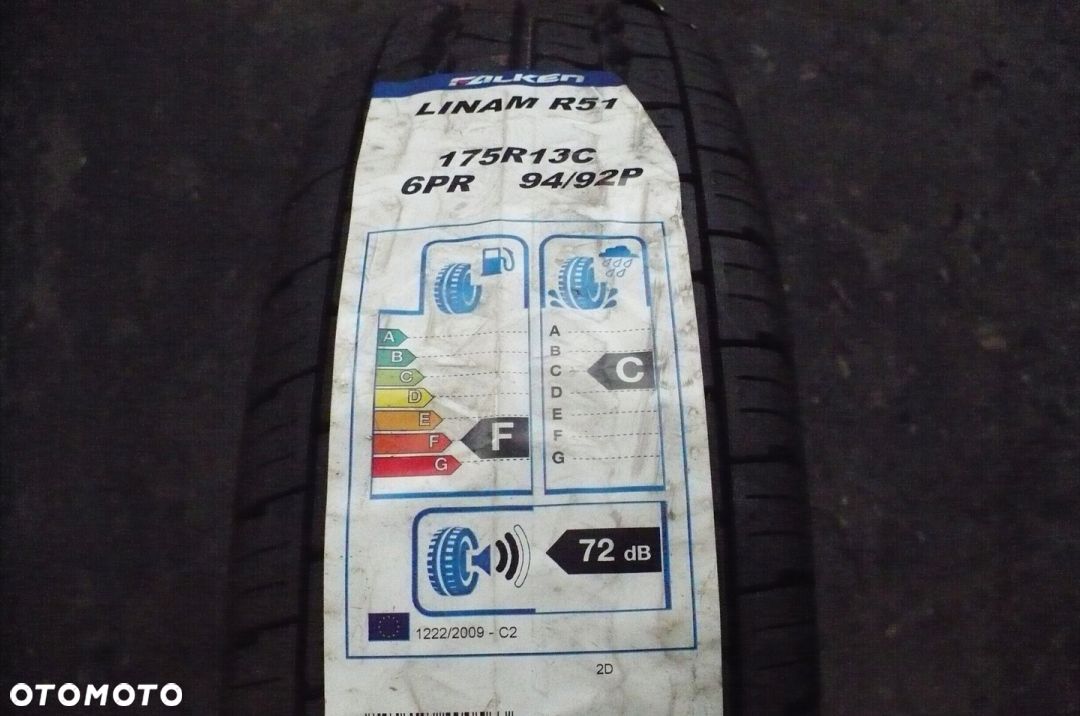 FALKEN
LINAM R51
175R13C
6PR 94/92P
A
B
C
D
E
F
G
F
A
B
C
D
E
F
G
C
72 dB
1222/2009 - C2
2D
OTOMOTO